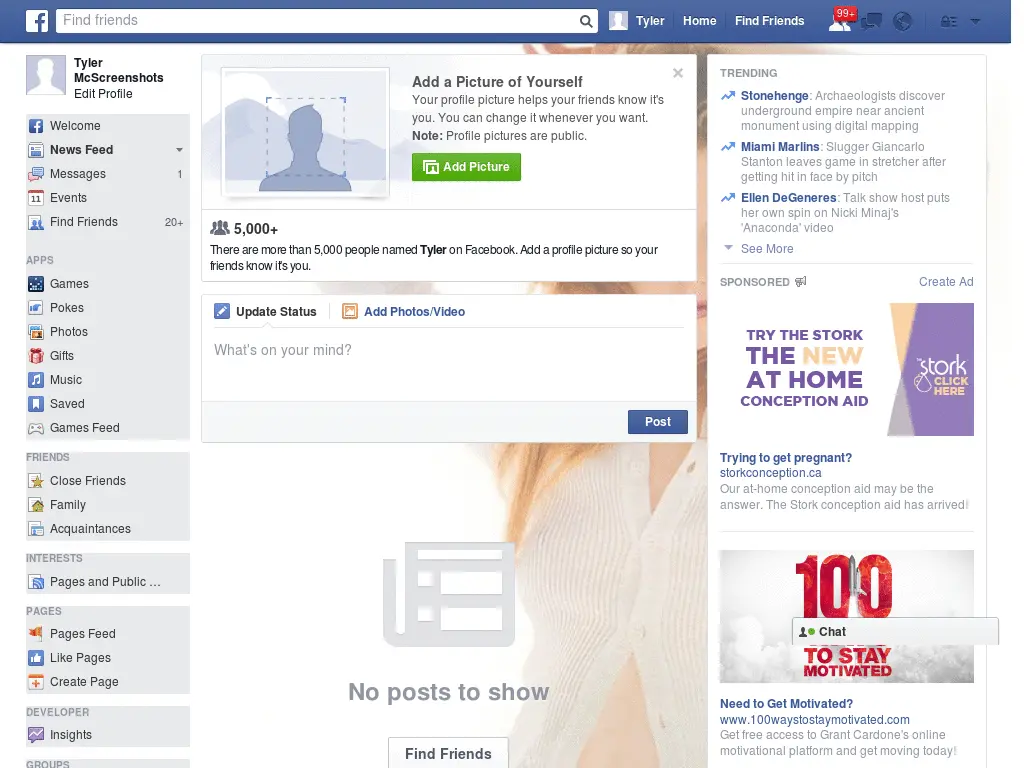 Find friends
Tyler
Home
Find Friends
99+
Tyler
McScreenshots
Edit Profile
Welcome
News Feed
Messages 1
Events
Find Friends 20+
APPS
Games
Pokes
Photos
Gifts
Music
Saved
Games Feed
FRIENDS
Close Friends
Family
Acquaintances
INTERESTS
Pages and Public ...
PAGES
Pages Feed
Like Pages
Create Page
DEVELOPER
Insights
GROUPS
Add a Picture of Yourself
Your profile picture helps your friends know it's
you. You can change it whenever you want.
Note: Profile pictures are public.
Add Picture
5,000+
There are more than 5,000 people named Tyler on Facebook. Add a profile picture so your
friends know it's you.
Update Status
Add Photos/Video
What's on your mind?
Post
No posts to show
Find Friends
TRENDING
Stonehenge: Archaeologists discover
underground empire near ancient
monument using digital mapping
Miami Marlins: Slugger Giancarlo
Stanton leaves game in stretcher after
getting hit in face by pitch
Ellen DeGeneres: Talk show host puts
her own spin on Nicki Minaj's
'Anaconda' video
See More
SPONSORED
Create Ad
TRY THE STORK
THE NEW
AT HOME
CONCEPTION AID
the stork
CLICK
HERE
Trying to get pregnant?
storkconception.ca
Our at-home conception aid may be the
answer. The Stork conception aid has arrived!
100
Chat
TO STAY
MOTIVATED
Need to Get Motivated?
www.100waystostaymotivated.com
Get free access to Grant Cardone's online
motivational platform and get moving today!